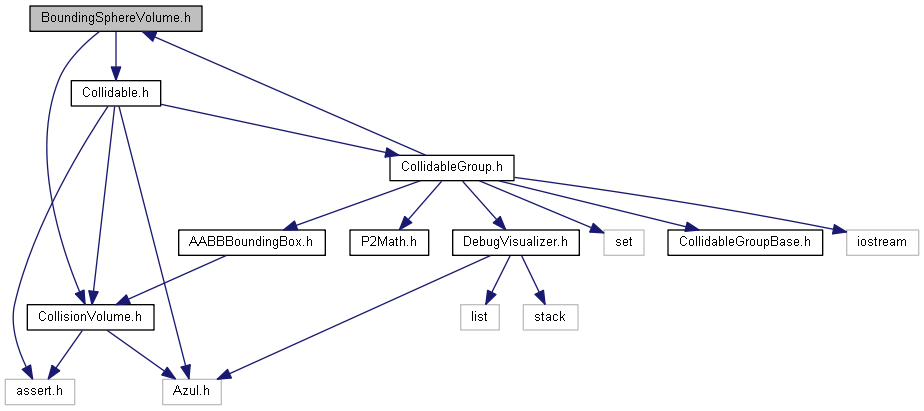 BoundingSphereVolume.h
Collidable.h
CollidableGroup.h
AABBBoundingBox.h
P2Math.h
DebugVisualizer.h
set
CollidableGroupBase.h
iostream
CollisionVolume.h
list
stack
assert.h
Azul.h